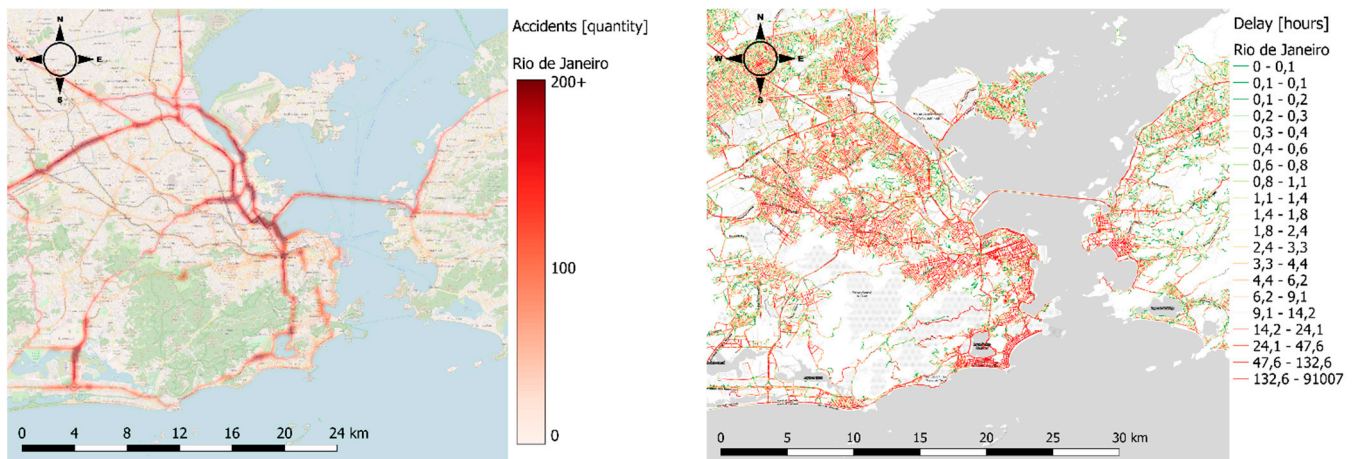 Accidents [quantity]
Rio de Janeiro
200+
100
0
N
W
E
S
0 4 8 12 16 20 24 km
Delay [hours]
Rio de Janeiro
0 - 0,1
0,1 - 0,1
0,1 - 0,2
0,2 - 0,3
0,3 - 0,4
0,4 - 0,6
0,6 - 0,8
0,8 - 1,1
1,1 - 1,4
1,4 - 1,8
1,8 - 2,4
2,4 - 3,3
3,3 - 4,4
4,4 - 6,2
6,2 - 9,1
9,1 - 14,2
14,2 - 24,1
24,1 - 47,6
47,6 - 132,6
132,6 - 91007
N
W
E
S
0 5 10 15 20 25 30 km